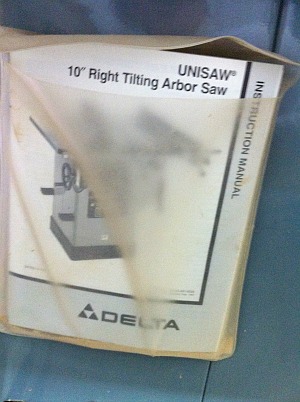 UNISAW®
10" Right Tilting Arbor Saw
INSTRUCTION MANUAL
DELTA